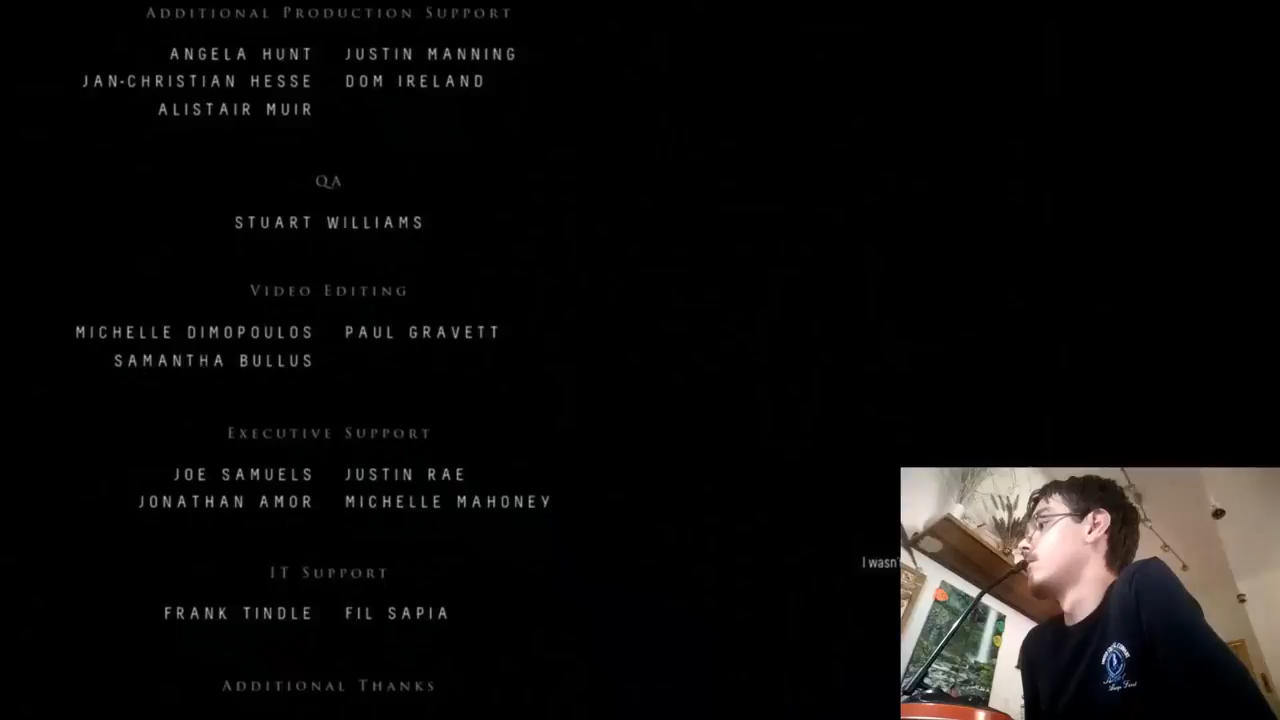 ADDITIONAL PRODUCTION SUPPORT
ANGELA HUNT JUSTIN MANNING
JAN-CHRISTIAN HESSE DOM IRELAND
ALISTAIR MUIR
QA
STUART WILLIAMS
VIDEO EDITING
MICHELLE DIMOPOULOS PAUL GRAVETT
SAMANTHA BULLUS
EXECUTIVE SUPPORT
JOE SAMUELS JUSTIN RAE
JONATHAN AMOR MICHELLE MAHONEY
IT SUPPORT
FRANK TINDLE FIL SAPIA
ADDITIONAL THANKS
I wasn'